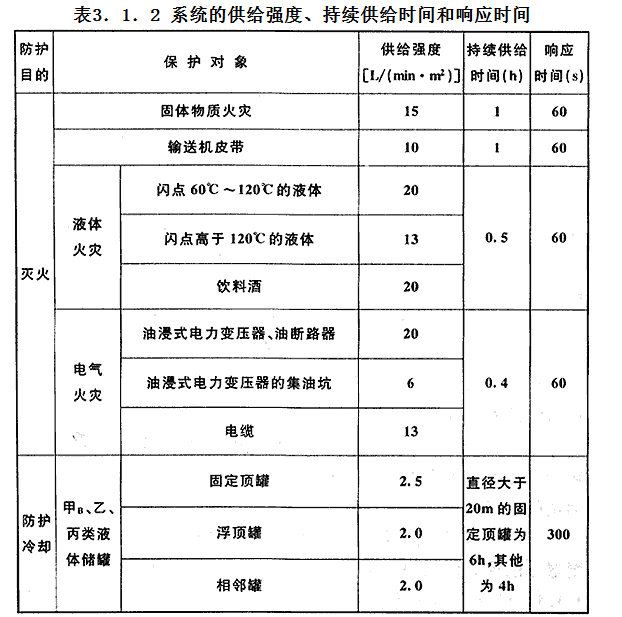 表3．1．2 系统的供给强度、持续供给时间和响应时间
防护目的 保护对象 供给强度[L/(min·m²)] 持续供给时间(h) 响应时间(s)
灭火
固体物质火灾 15 1 60
输送机皮带 10 1 60
液体火灾
闪点60℃～120℃的液体 20
闪点高于120℃的液体 13 0.5 60
饮料酒 20
电气火灾
油浸式电力变压器、油断路器 20
油浸式电力变压器的集油坑 6 0.4 60
电缆 13
防护冷却
甲B、乙、丙类液体储罐
固定顶罐 2.5
浮顶罐 2.0
相邻罐 2.0
直径大于20m的固定顶罐为6h,其他为4h
300